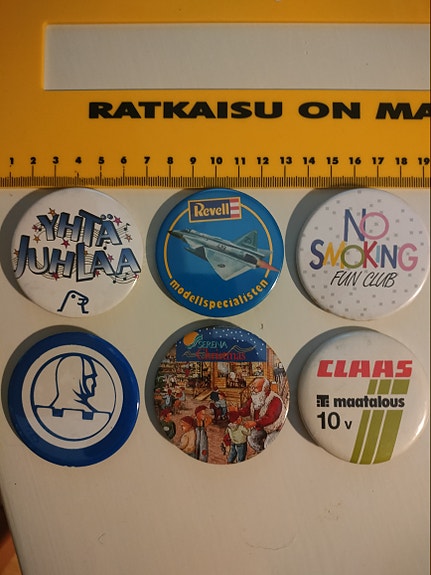 RATKAISU ON MA
1 2 3 4 5 6 7 8 9 10 11 12 13 14 15 16 17 18 19
YHTÄ
JUHLAA
Revell
modellspecialisten
NO
SMOKING
FUN CLUB
SERENA
CLAAS
maatalous
10 v